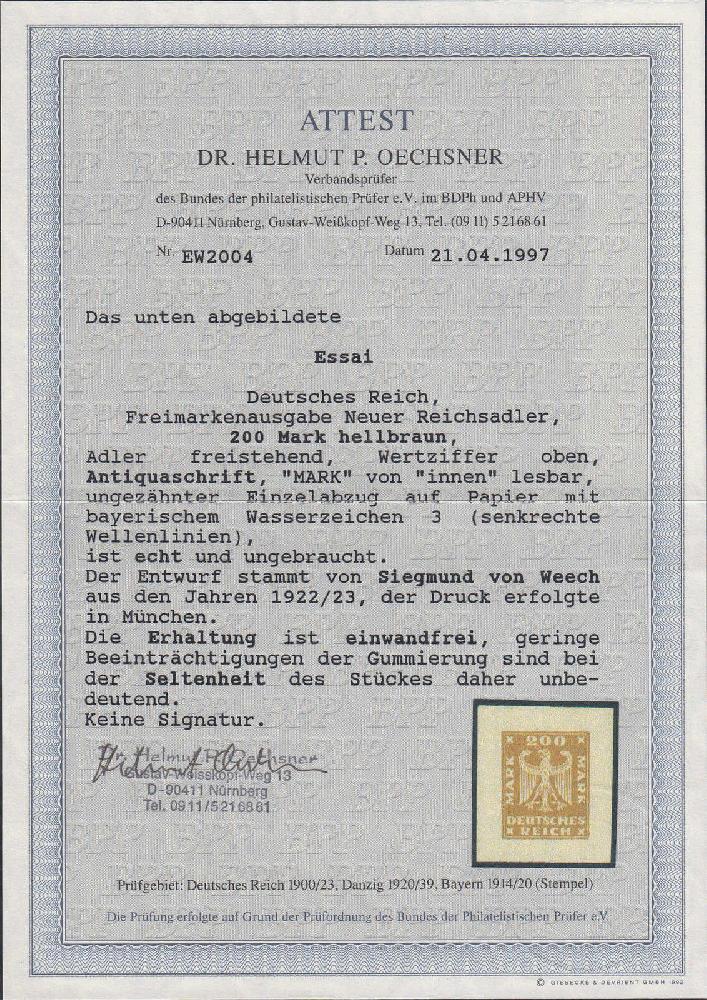 ATTEST
DR. HELMUT P. OECHSNER
Verbandsprüfer
des Bundes der philatelistischen Prüfer e.V. im BDPh und APHV
D-90411 Nürnberg, Gustav-Weißkopf-Weg 13, Tel. (09 11) 5 21 68 61
Nr. EW2004 Datum 21.04.1997
Das unten abgebildete
Essai
Deutsches Reich,
Freimarkenausgabe Neuer Reichsadler,
200 Mark hellbraun,
Adler freistehend, Wertziffer oben,
Antiquaschrift, "MARK" von "innen" lesbar,
ungezähnter Einzelabzug auf Papier mit
bayerischem Wasserzeichen 3 (senkrechte
Wellenlinien),
ist echt und ungebraucht.
Der Entwurf stammt von Siegmund von Weech
aus den Jahren 1922/23, der Druck erfolgte
in München.
Die Erhaltung ist einwandfrei, geringe
Beeinträchtigungen der Gummierung sind bei
der Seltenheit des Stückes daher unbe-
deutend.
Keine Signatur.
Dr. Helmut P. Oechsner
Gustav-Weisskopf-Weg 13
D-90411 Nürnberg
Tel. 0911/5216861
200
MARK
MARK
DEUTSCHES
REICH
Prüfgebiet: Deutsches Reich 1900/23, Danzig 1920/39, Bayern 1914/20 (Stempel)
Die Prüfung erfolgte auf Grund der Prüfordnung des Bundes der Philatelistischen Prüfer e.V.
© GIESECKE & DEVRIENT GMBH 1992